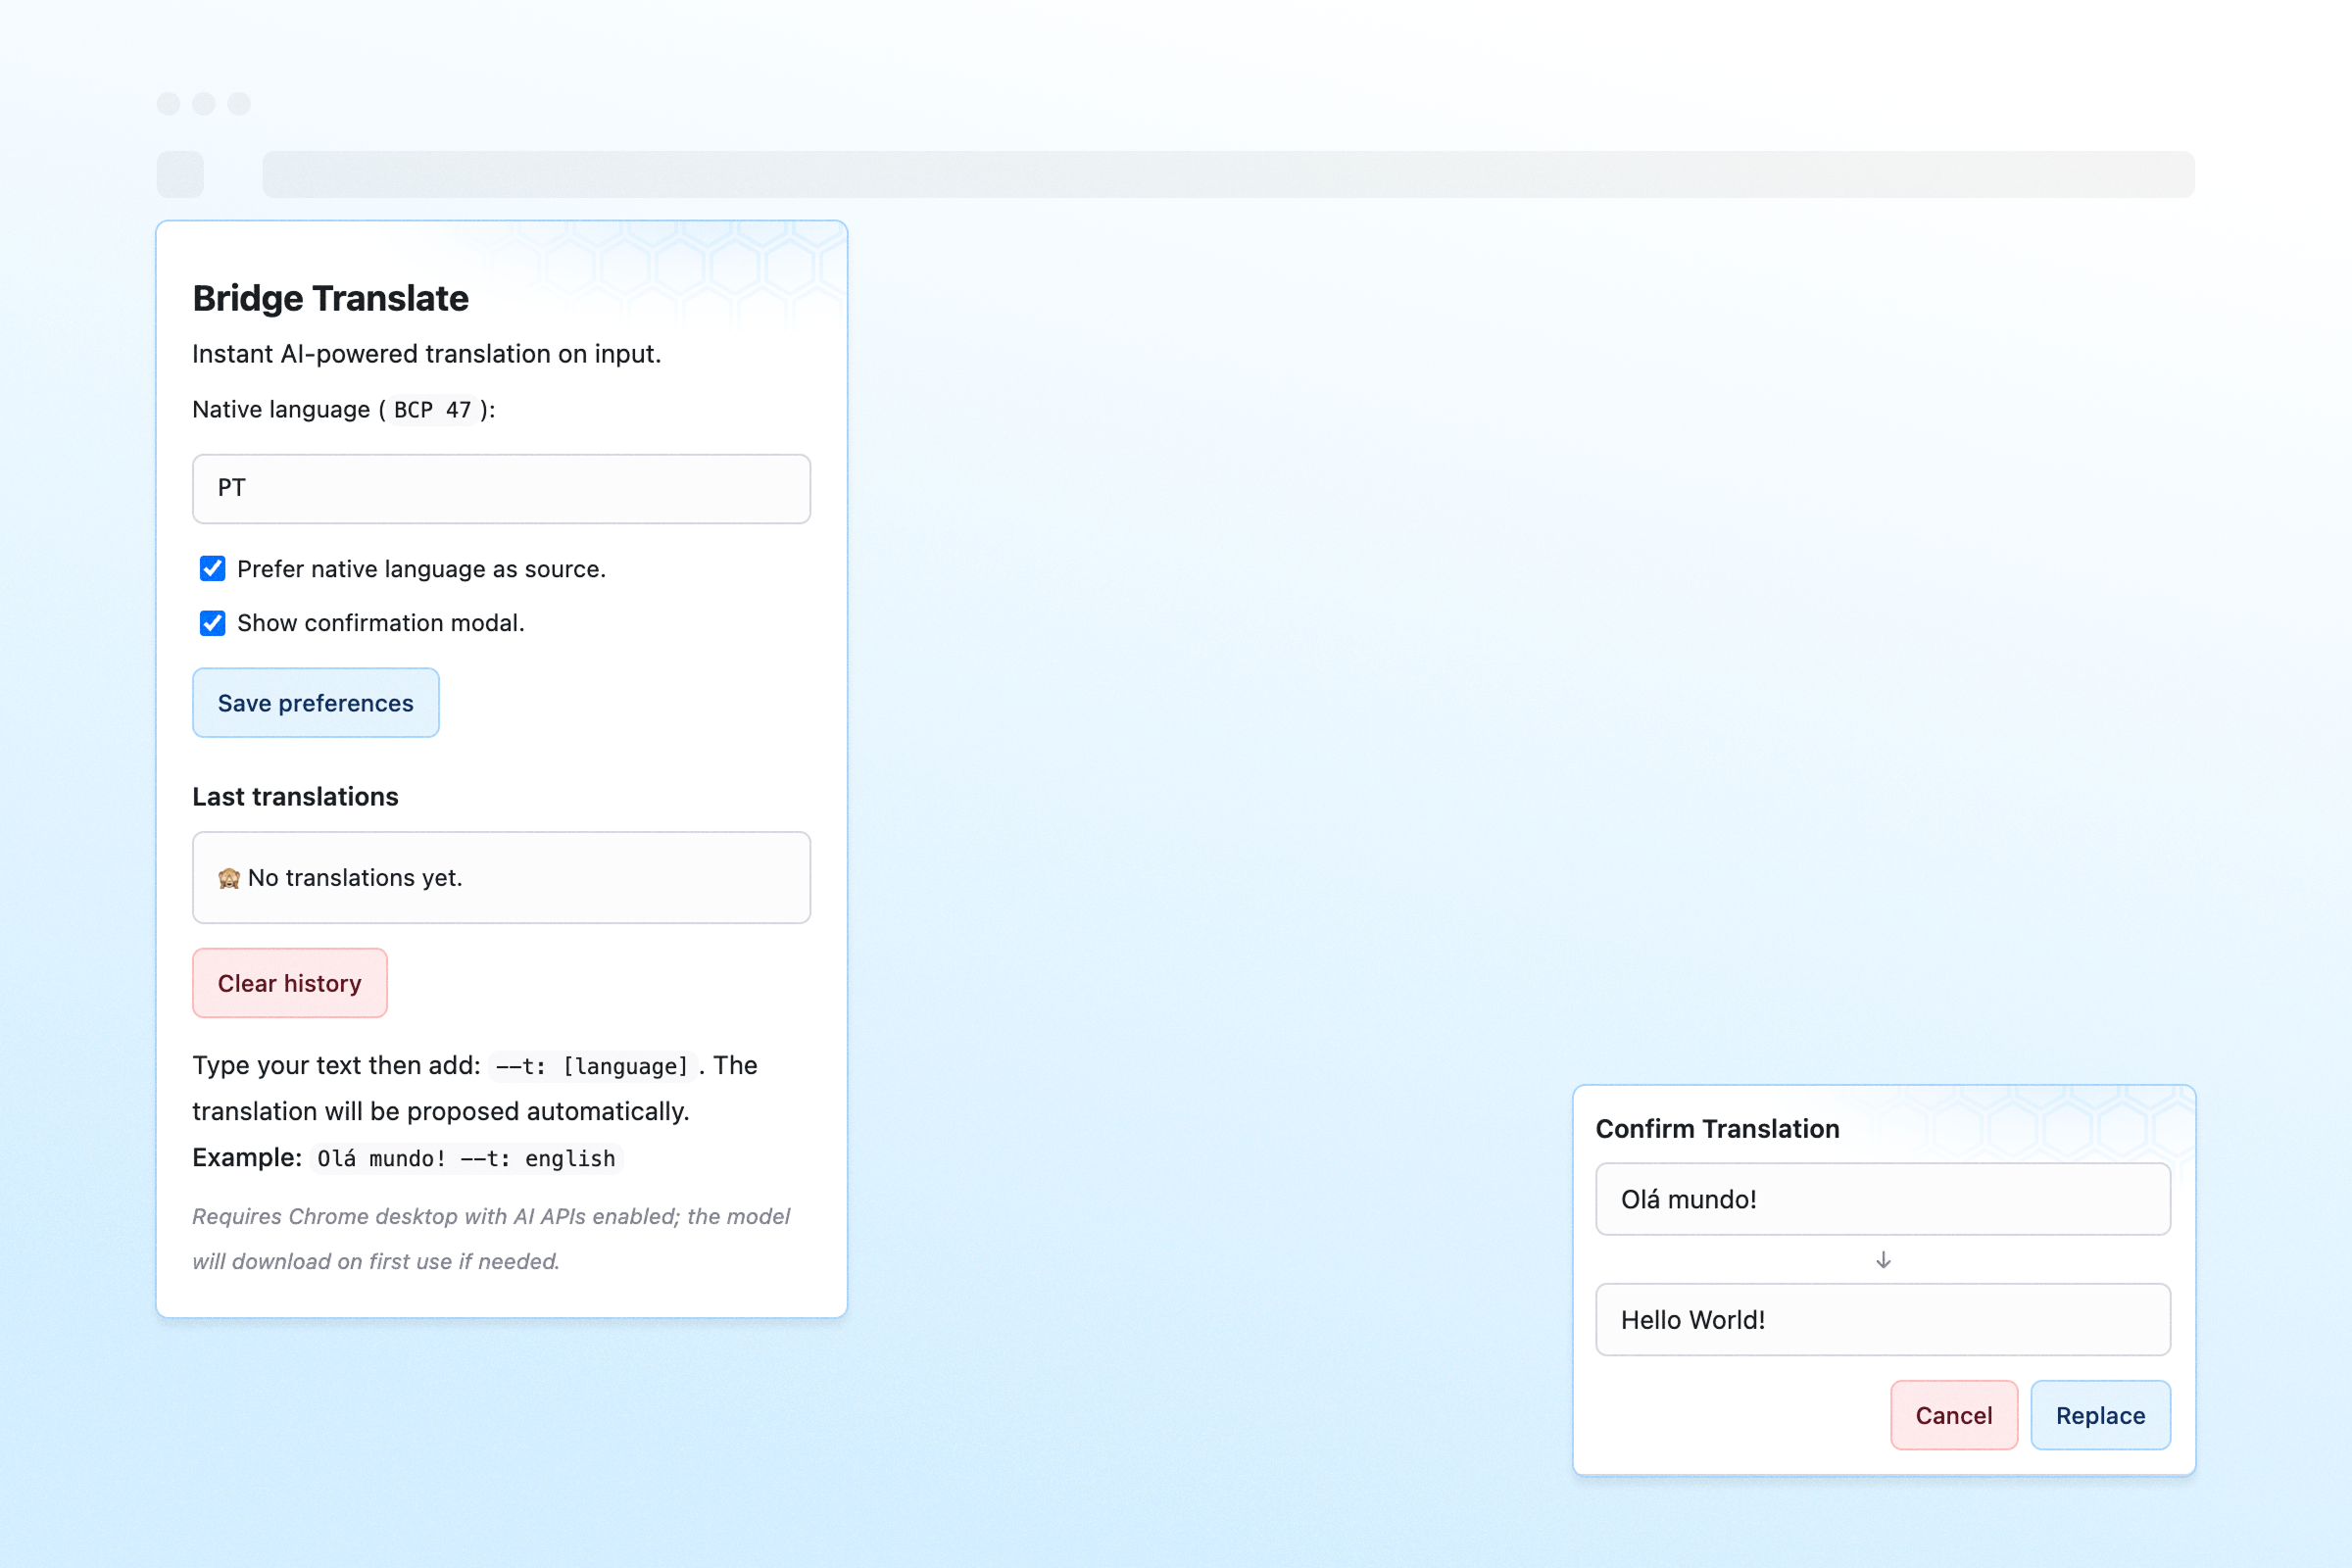 Bridge Translate
Instant AI-powered translation on input.
Native language ( BCP 47 ):
PT
Prefer native language as source.
Show confirmation modal.
Save preferences
Last translations
🙈 No translations yet.
Clear history
Type your text then add: --t: [language] . The
translation will be proposed automatically.
Example: Olá mundo! --t: english
Requires Chrome desktop with AI APIs enabled; the model
will download on first use if needed.
Confirm Translation
Olá mundo!
↓
Hello World!
Cancel
Replace